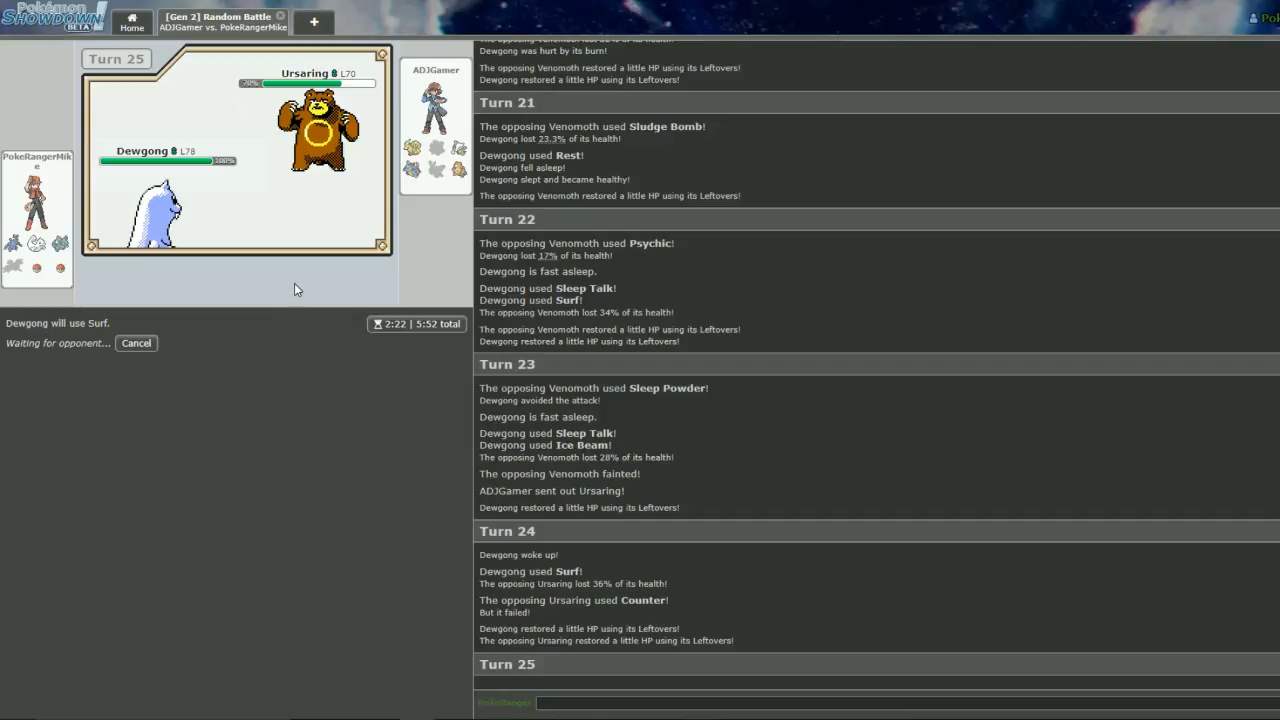 Pokémon
SHOWDOWN!
BETA
Home
[Gen 2] Random Battle
ADJGamer vs. PokeRangerMike
+
Turn 25
Ursaring L70
70%
Dewgong L78
100%
PokeRangerMik
e
ADJGamer
Dewgong will use Surf.
2:22 | 5:52 total
Waiting for opponent...
Cancel
Dewgong was hurt by its burn!
The opposing Venomoth restored a little HP using its Leftovers!
Dewgong restored a little HP using its Leftovers!
Turn 21
The opposing Venomoth used Sludge Bomb!
Dewgong lost 23.3% of its health!
Dewgong used Rest!
Dewgong fell asleep!
Dewgong slept and became healthy!
The opposing Venomoth restored a little HP using its Leftovers!
Turn 22
The opposing Venomoth used Psychic!
Dewgong lost 17% of its health!
Dewgong is fast asleep.
Dewgong used Sleep Talk!
Dewgong used Surf!
The opposing Venomoth lost 34% of its health!
The opposing Venomoth restored a little HP using its Leftovers!
Dewgong restored a little HP using its Leftovers!
Turn 23
The opposing Venomoth used Sleep Powder!
Dewgong avoided the attack!
Dewgong is fast asleep.
Dewgong used Sleep Talk!
Dewgong used Ice Beam!
The opposing Venomoth lost 28% of its health!
The opposing Venomoth fainted!
ADJGamer sent out Ursaring!
Dewgong restored a little HP using its Leftovers!
Turn 24
Dewgong woke up!
Dewgong used Surf!
The opposing Ursaring lost 36% of its health!
The opposing Ursaring used Counter!
But it failed!
Dewgong restored a little HP using its Leftovers!
The opposing Ursaring restored a little HP using its Leftovers!
Turn 25